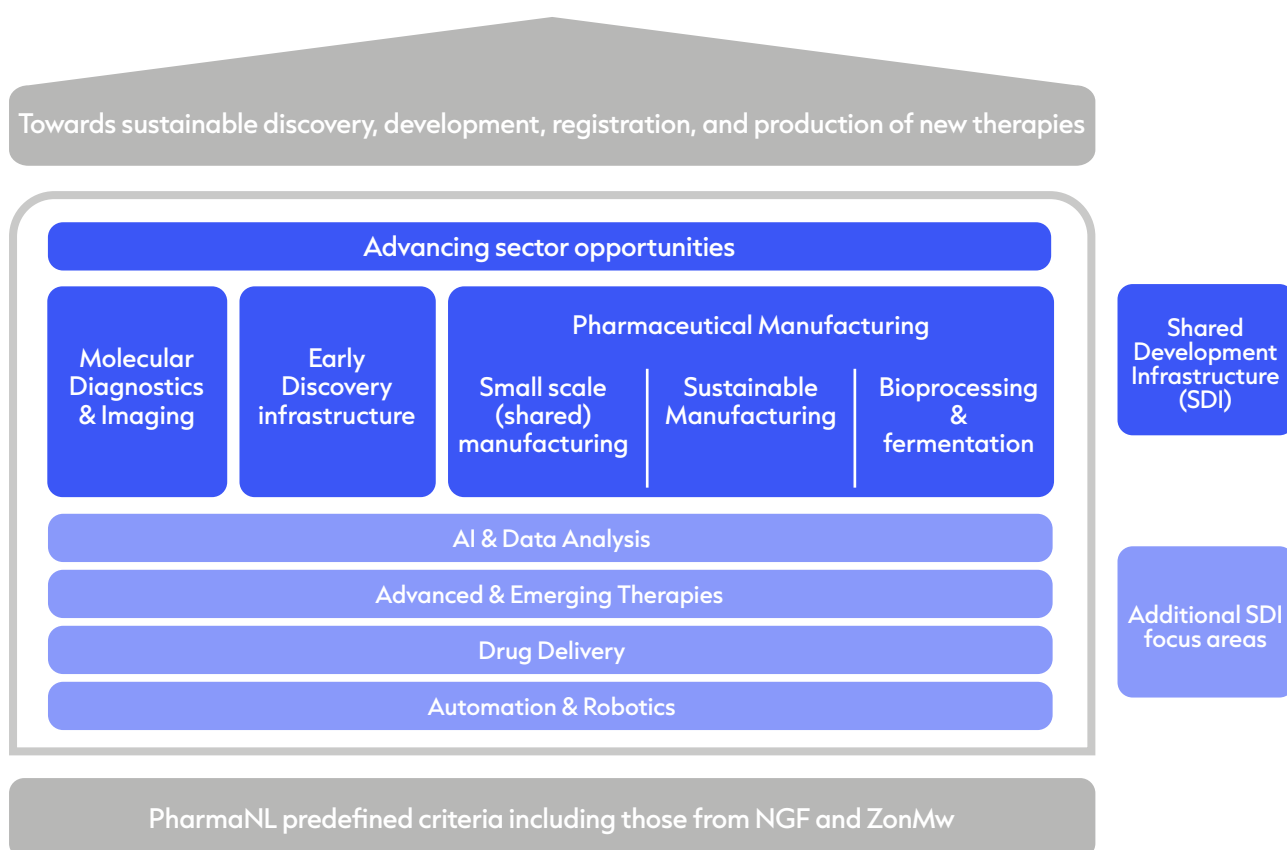 Towards sustainable discovery, development, registration, and production of new therapies
Advancing sector opportunities
Molecular
Diagnostics
& Imaging
Early
Discovery
infrastructure
Pharmaceutical Manufacturing
Small scale
(shared)
manufacturing
Sustainable
Manufacturing
Bioprocessing
&
fermentation
Shared
Development
Infrastructure
(SDI)
AI & Data Analysis
Advanced & Emerging Therapies
Drug Delivery
Automation & Robotics
Additional SDI
focus areas
PharmaNL predefined criteria including those from NGF and ZonMw